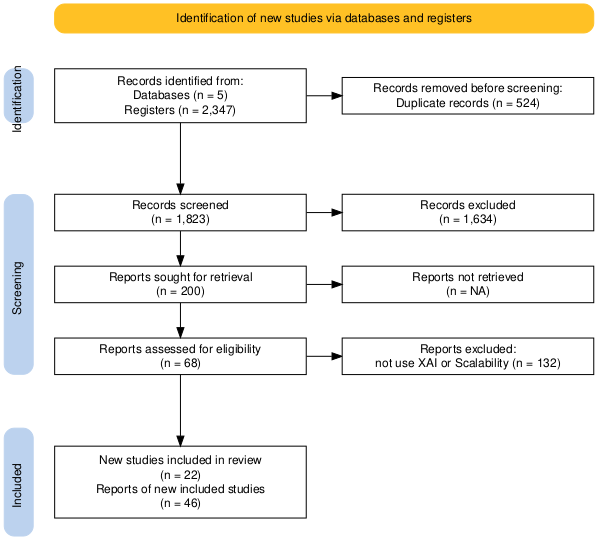 Identification of new studies via databases and registers
Identification
Records identified from:
Databases (n = 5)
Registers (n = 2,347)
Records removed before screening:
Duplicate records (n = 524)
Screening
Records screened
(n = 1,823)
Records excluded
(n = 1,634)
Reports sought for retrieval
(n = 200)
Reports not retrieved
(n = NA)
Reports assessed for eligibility
(n = 68)
Reports excluded:
not use XAI or Scalability (n = 132)
Included
New studies included in review
(n = 22)
Reports of new included studies
(n = 46)